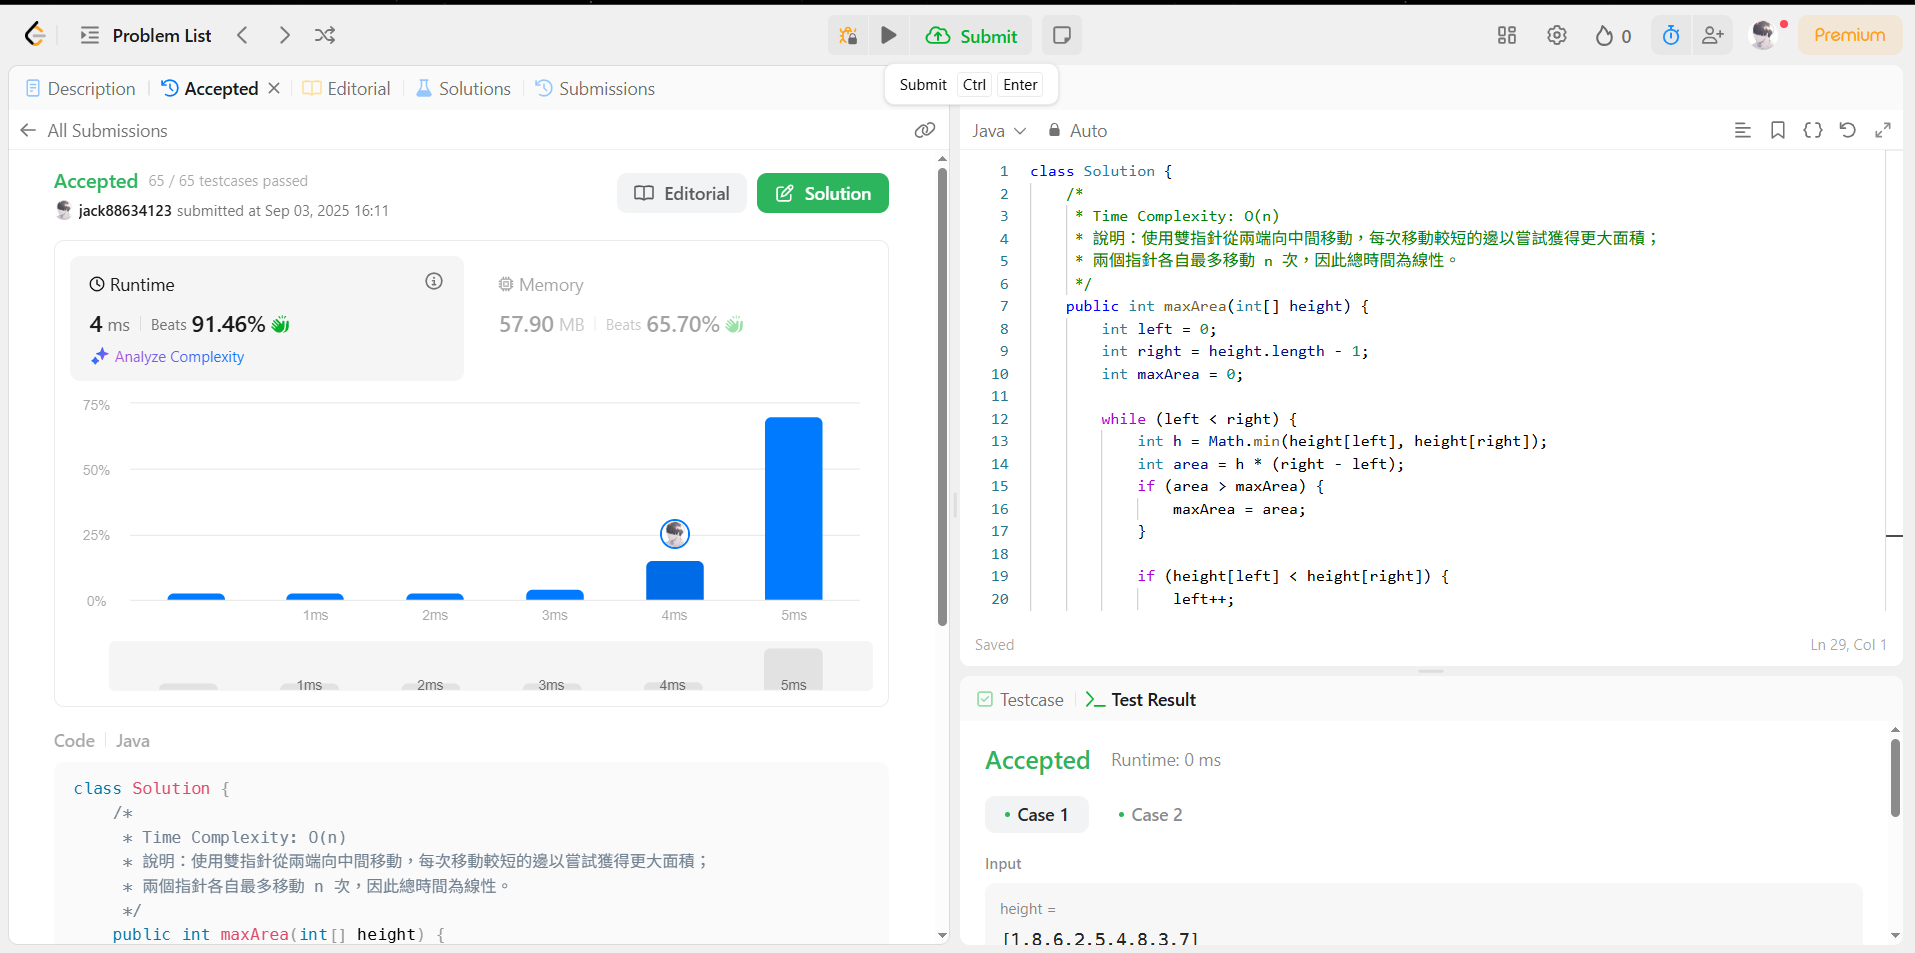 Problem List
Submit
0
Premium
Submit Ctrl Enter
Description
Accepted
Editorial
Solutions
Submissions
All Submissions
Accepted 65 / 65 testcases passed
jack88634123 submitted at Sep 03, 2025 16:11
Editorial
Solution
Runtime
4 ms Beats 91.46%
Analyze Complexity
Memory
57.90 MB Beats 65.70%
75%
50%
25%
0%
1ms 2ms 3ms 4ms 5ms
1ms 2ms 3ms 4ms 5ms
Code Java
class Solution {
/*
* Time Complexity: O(n)
* 說明：使用雙指針從兩端向中間移動，每次移動較短的邊以嘗試獲得更大面積；
* 兩個指針各自最多移動 n 次，因此總時間為線性。
*/
public int maxArea(int[] height) {
Java Auto
1 class Solution {
2 /*
3 * Time Complexity: O(n)
4 * 說明：使用雙指針從兩端向中間移動，每次移動較短的邊以嘗試獲得更大面積；
5 * 兩個指針各自最多移動 n 次，因此總時間為線性。
6 */
7 public int maxArea(int[] height) {
8 int left = 0;
9 int right = height.length - 1;
10 int maxArea = 0;
11
12 while (left < right) {
13 int h = Math.min(height[left], height[right]);
14 int area = h * (right - left);
15 if (area > maxArea) {
16 maxArea = area;
17 }
18
19 if (height[left] < height[right]) {
20 left++;
Saved
Ln 29, Col 1
Testcase
Test Result
Accepted Runtime: 0 ms
Case 1
Case 2
Input
height =
[1,8,6,2,5,4,8,3,7]